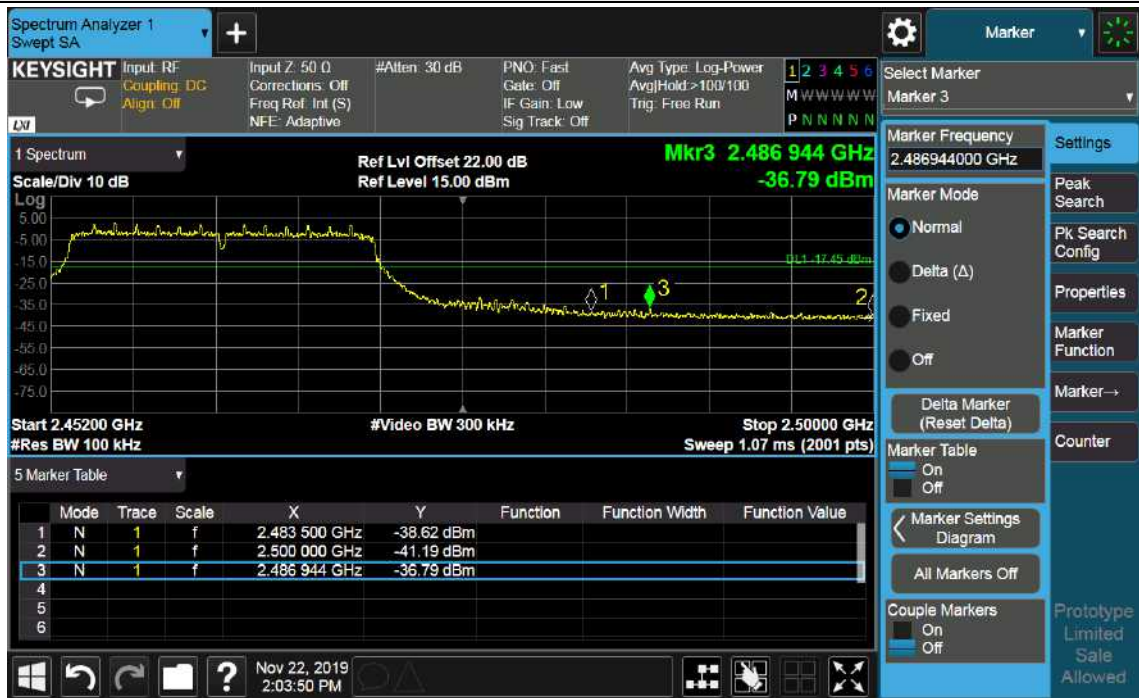 Spectrum Analyzer 1
Swept SA
+
Marker
KEYSIGHT
LXI
Input: RF
Coupling: DC
Align: Off
Input Z: 50 Ω
Corrections: Off
Freq Ref: Int (S)
NFE: Adaptive
#Atten: 30 dB
PNO: Fast
Gate: Off
IF Gain: Low
Sig Track: Off
Avg Type: Log-Power
Avg|Hold:>100/100
Trig: Free Run
1 2 3 4 5 6
M W W W W W
P N N N N N
Select Marker
Marker 3
1 Spectrum
Scale/Div 10 dB
Ref Lvl Offset 22.00 dB
Ref Level 15.00 dBm
Mkr3 2.486 944 GHz
-36.79 dBm
Log
5.00
-5.00
-15.0
-25.0
-35.0
-45.0
-55.0
-65.0
-75.0
DL1 -17.45 dBm
1
3
2
Start 2.45200 GHz
#Res BW 100 kHz
#Video BW 300 kHz
Stop 2.50000 GHz
Sweep 1.07 ms (2001 pts)
5 Marker Table
Mode Trace Scale X Y Function Function Width Function Value
1 N 1 f 2.483 500 GHz -38.62 dBm
2 N 1 f 2.500 000 GHz -41.19 dBm
3 N 1 f 2.486 944 GHz -36.79 dBm
4
5
6
Marker Frequency
2.486944000 GHz
Marker Mode
Normal
Delta (Δ)
Fixed
Off
Delta Marker
(Reset Delta)
Marker Table
On
Off
Marker Settings
Diagram
All Markers Off
Couple Markers
On
Off
Settings
Peak
Search
Pk Search
Config
Properties
Marker
Function
Marker→
Counter
Prototype
Limited
Sale
Allowed
?
Nov 22, 2019
2:03:50 PM